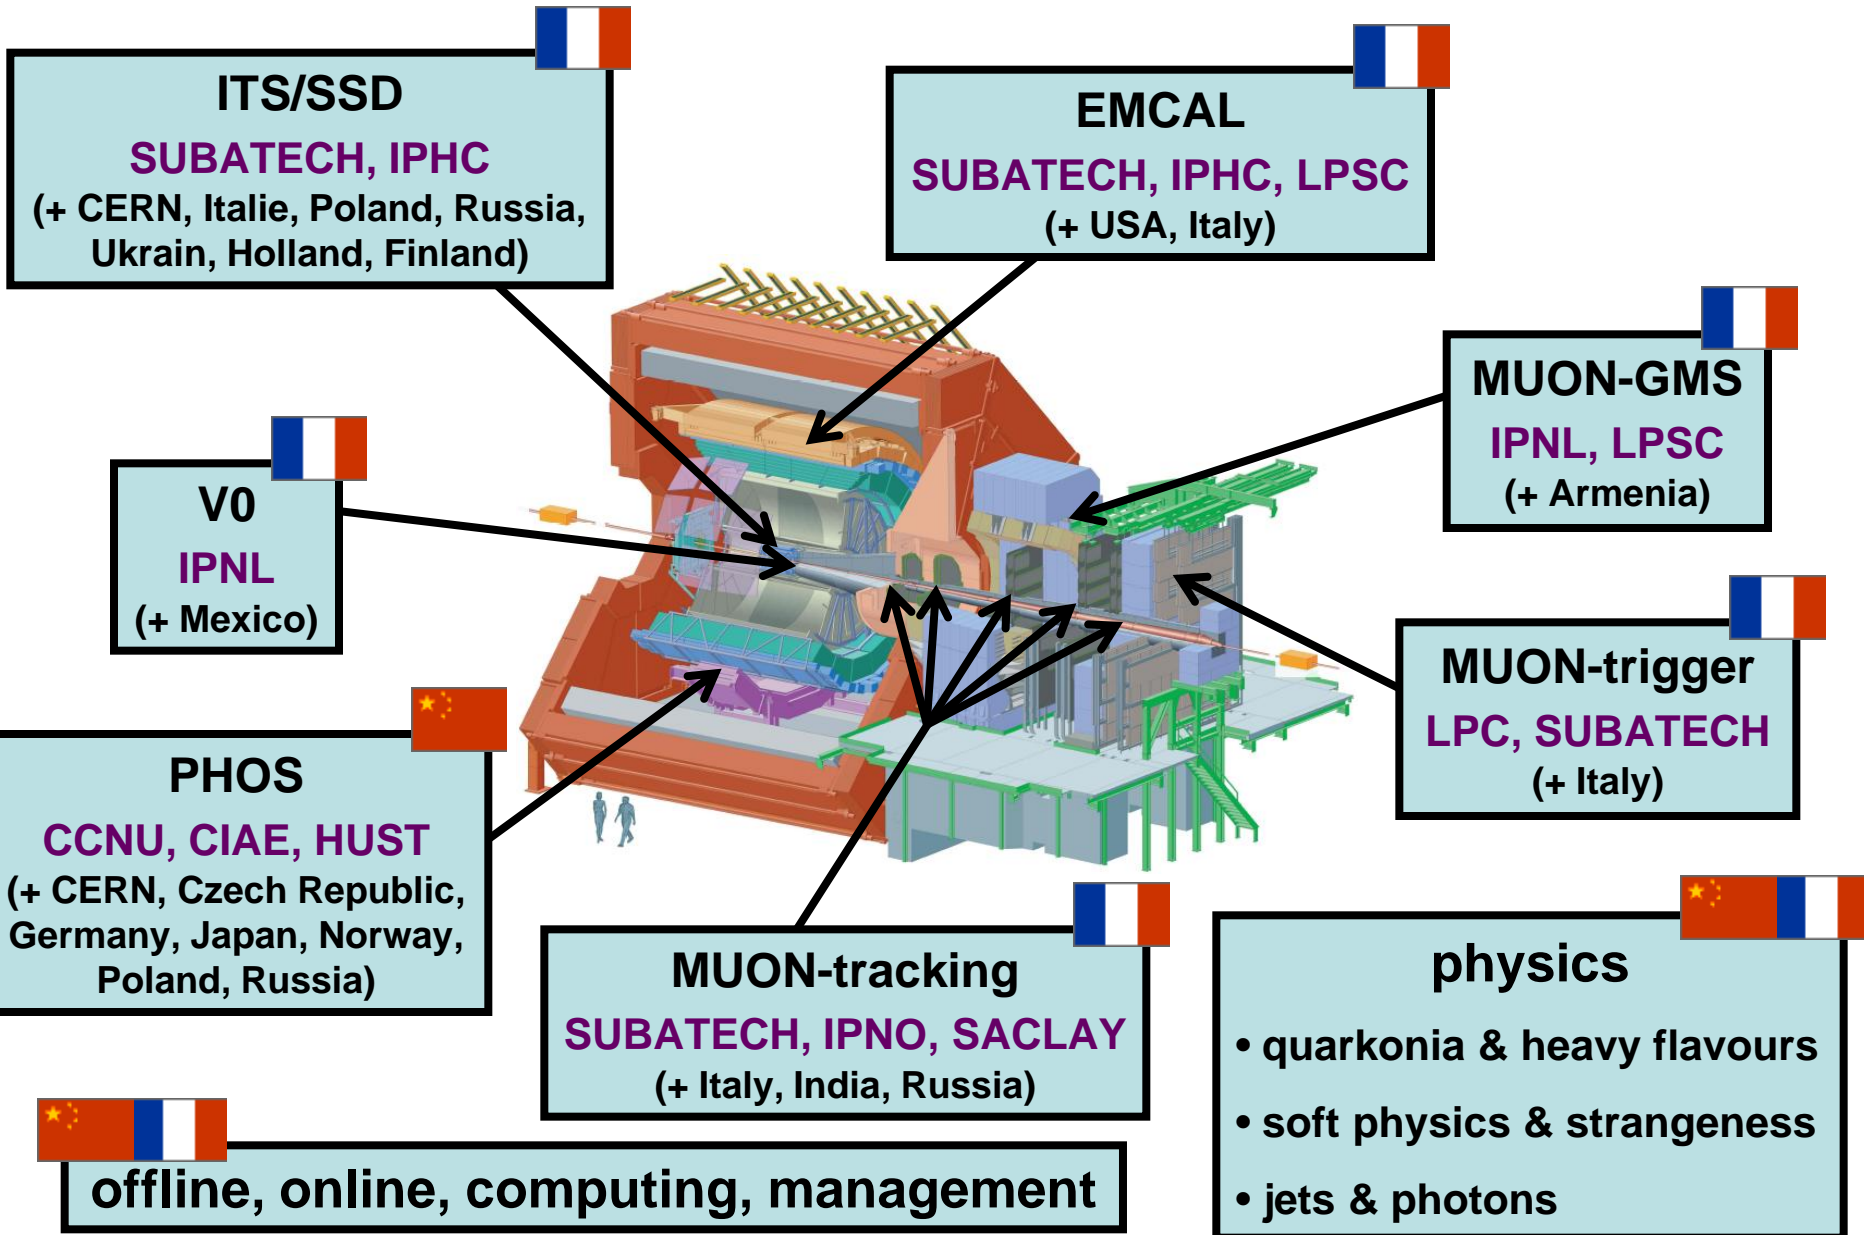 ITS/SSD
SUBATECH, IPHC
(+ CERN, Italie, Poland, Russia,
Ukrain, Holland, Finland)
EMCAL
SUBATECH, IPHC, LPSC
(+ USA, Italy)
MUON-GMS
IPNL, LPSC
(+ Armenia)
V0
IPNL
(+ Mexico)
MUON-trigger
LPC, SUBATECH
(+ Italy)
PHOS
CCNU, CIAE, HUST
(+ CERN, Czech Republic,
Germany, Japan, Norway,
Poland, Russia)
MUON-tracking
SUBATECH, IPNO, SACLAY
(+ Italy, India, Russia)
physics
• quarkonia & heavy flavours
• soft physics & strangeness
• jets & photons
offline, online, computing, management